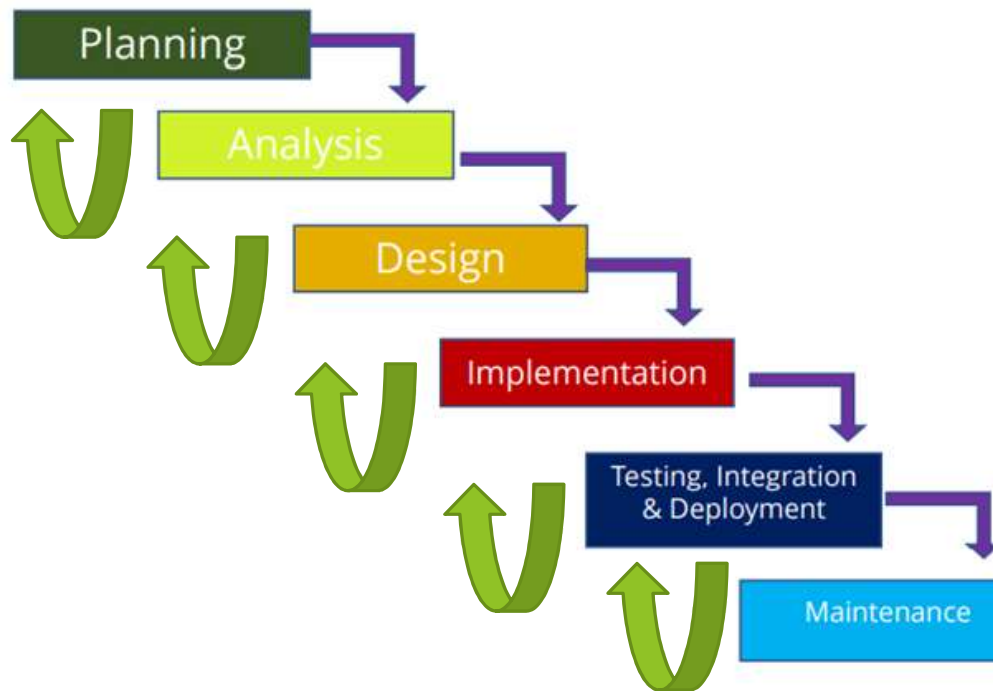 Planning
Analysis
Design
Implementation
Testing, Integration
& Deployment
Maintenance